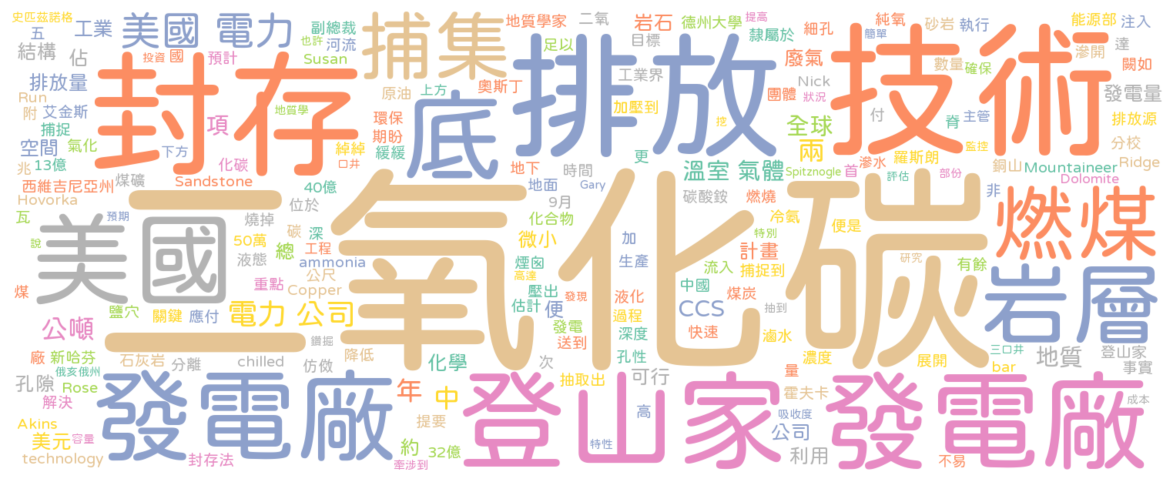 史匹茲諾格
五
工業
美國 電力
副總裁
也許
河流
Susan
捕集
地質學家
二氧
足以
岩石
目標
德州大學
提高
隸屬於
細孔
純氧
簡單
砂岩
執行
數量
確保
能源部
注入
滲開
達
結構
佔
投資
國
預計
排放量
封存
地質學
原油
上方
底
奧斯丁
排放
工業界
加壓到
廢氣
團體
Nick
狀況
技術
闕如
發電量
Run
附
艾金斯
捕捉
空間
氧化
項
環保
期盼
綽綽
緩緩
口井
挖
全球
兩
付
脊
主管
監控
排放源
分校
兆
13億
下方
化碳
西維吉尼亞州
煤礦
Sandstone
40億
地下
時間
更
溫室 氣體
Spitznogle
首
滲水
評估
羅斯朗
部份
非
銅山
Mountaineer
Ridge
Dolomite
Hovorka
瓦
預期
燒掉
位於
地面
Gary
9月
碳酸銨
燃燒
冷氨
燃煤
說
美國
50萬
總
碳
深
液態
工程
ammonia
二氧化碳
化合物
微小
加
生產
計畫
特別
便是
煤
重點
公尺
Copper
煙囪
高達
發現
流入
捕捉到
研究
有餘
岩層
鹽穴
關鍵
應付
電力 公司
壓出
估計
便
液化
中國
煤炭
CCS
抽到
公噸
鑽掘
發電
過程
深度
快速
滷水
廠
新哈芬
俄亥俄州
石灰岩
分離
chilled
仿傚
降低
化學
次
送到
孔性
量
濃度
展開
三口井
bar
地質
登山家
事實
孔隙
Rose
解決
發電廠
年
中
抽取出
可行
登山家
高
霍夫卡
吸收度
發電廠
成本
Akins
美元
容量
technology
封存法
提要
約
32億
牽涉到
特性
公司
利用
不易